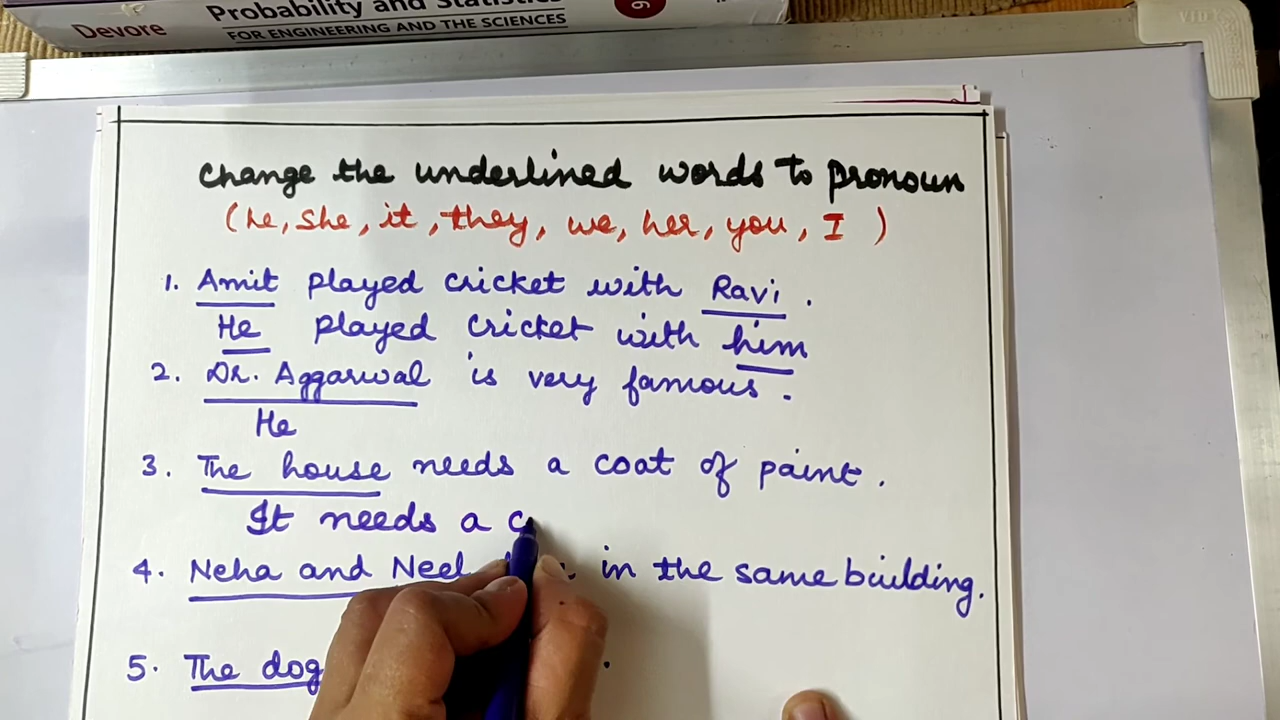 Devore
Probability and Statistics
FOR ENGINEERING AND THE SCIENCES
9
Change the underlined words to pronoun
(he, she, it, they, we, her, you, I)
1. Amit played cricket with Ravi.
He played cricket with him
2. Dr. Aggarwal is very famous.
He
3. The house needs a coat of paint.
It needs a c
4. Neha and in the same building.
5. The dog